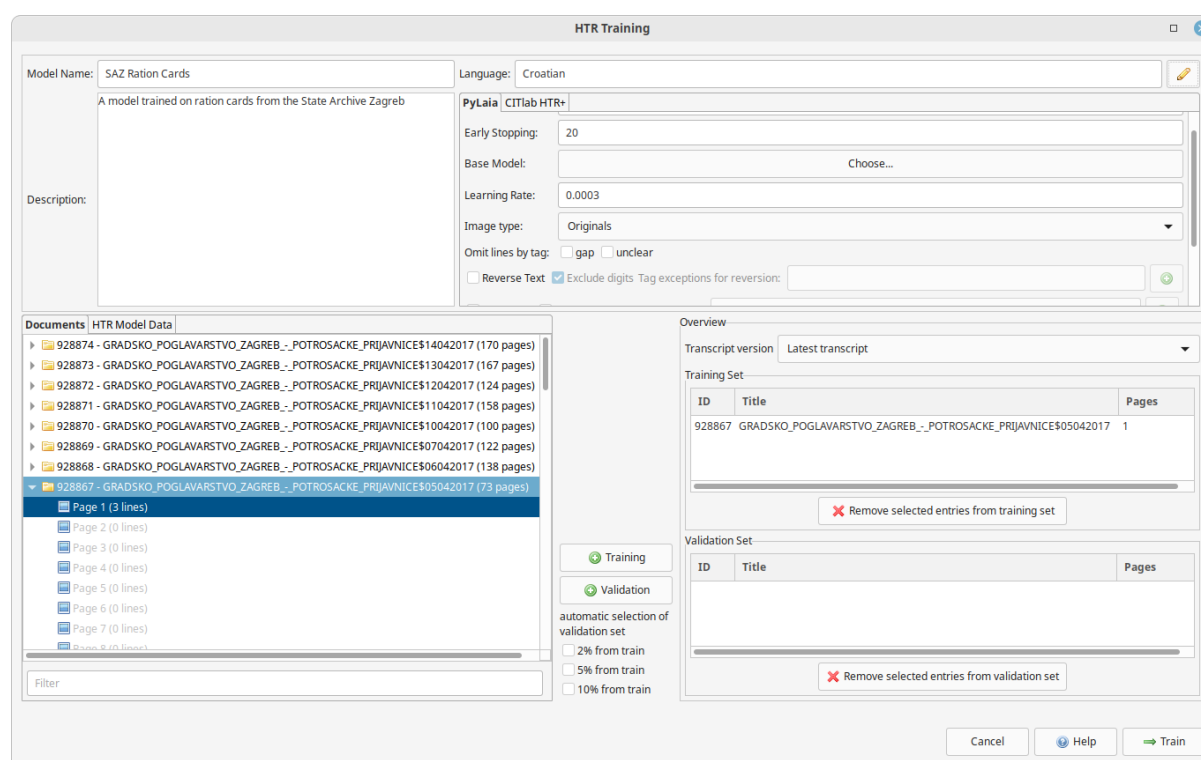 HTR Training
Model Name: SAZ Ration Cards
Language: Croatian
Description: A model trained on ration cards from the State Archive Zagreb
PyLaia CITlab HTR+
Early Stopping: 20
Base Model: Choose...
Learning Rate: 0.0003
Image type: Originals
Omit lines by tag: gap unclear
Reverse Text Exclude digits Tag exceptions for reversion:
Documents HTR Model Data
928874 - GRADSKO_POGLAVARSTVO_ZAGREB_-_POTROSACKE_PRIJAVNICE$14042017 (170 pages)
928873 - GRADSKO_POGLAVARSTVO_ZAGREB_-_POTROSACKE_PRIJAVNICE$13042017 (167 pages)
928872 - GRADSKO_POGLAVARSTVO_ZAGREB_-_POTROSACKE_PRIJAVNICE$12042017 (124 pages)
928871 - GRADSKO_POGLAVARSTVO_ZAGREB_-_POTROSACKE_PRIJAVNICE$11042017 (158 pages)
928870 - GRADSKO_POGLAVARSTVO_ZAGREB_-_POTROSACKE_PRIJAVNICE$10042017 (100 pages)
928869 - GRADSKO_POGLAVARSTVO_ZAGREB_-_POTROSACKE_PRIJAVNICE$07042017 (122 pages)
928868 - GRADSKO_POGLAVARSTVO_ZAGREB_-_POTROSACKE_PRIJAVNICE$06042017 (138 pages)
928867 - GRADSKO_POGLAVARSTVO_ZAGREB_-_POTROSACKE_PRIJAVNICE$05042017 (73 pages)
Page 1 (3 lines)
Page 2 (0 lines)
Page 3 (0 lines)
Page 4 (0 lines)
Page 5 (0 lines)
Page 6 (0 lines)
Page 7 (0 lines)
Page 8 (0 lines)
Filter
Training
Validation
automatic selection of
validation set
2% from train
5% from train
10% from train
Overview
Transcript version Latest transcript
Training Set
ID Title Pages
928867 GRADSKO_POGLAVARSTVO_ZAGREB_-_POTROSACKE_PRIJAVNICE$05042017 1
Remove selected entries from training set
Validation Set
ID Title Pages
Remove selected entries from validation set
Cancel Help Train